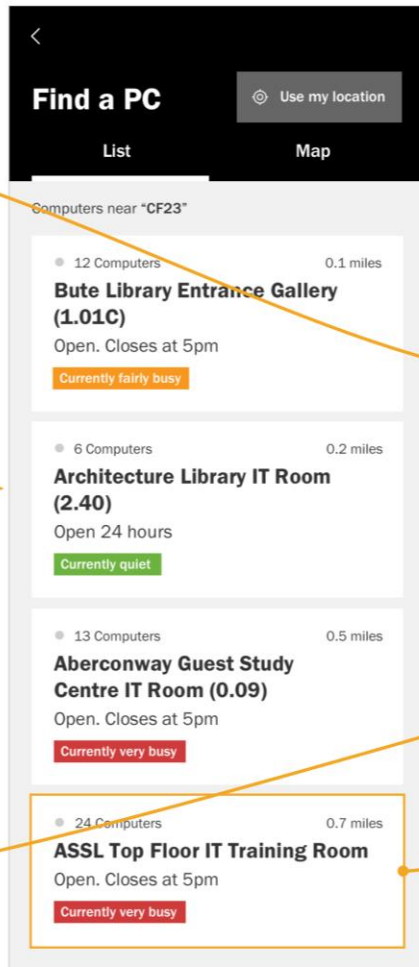 Find a PC
Use my location
List
Map
Computers near "CF23"
12 Computers
0.1 miles
Bute Library Entrance Gallery
(1.01C)
Open. Closes at 5pm
Currently fairly busy
6 Computers
0.2 miles
Architecture Library IT Room
(2.40)
Open 24 hours
Currently quiet
13 Computers
0.5 miles
Aberconway Guest Study
Centre IT Room (0.09)
Open. Closes at 5pm
Currently very busy
24 Computers
0.7 miles
ASSL Top Floor IT Training Room
Open. Closes at 5pm
Currently very busy